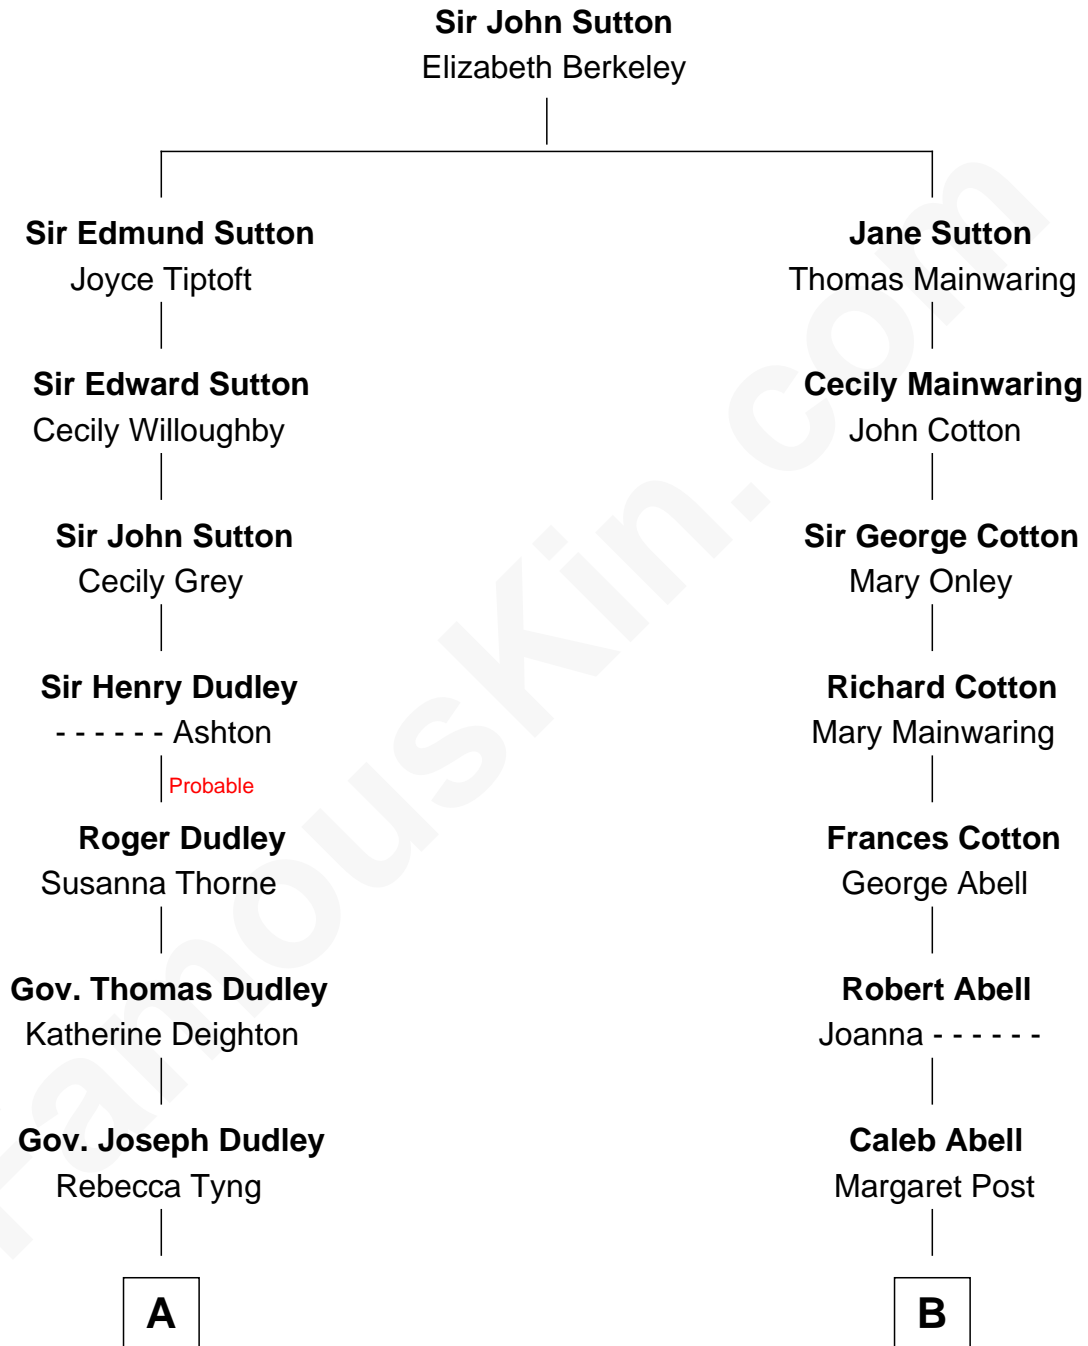 Sir John Sutton
Elizabeth Berkeley
Sir Edmund Sutton
Joyce Tiptoft
Jane Sutton
Thomas Mainwaring
Sir Edward Sutton
Cecily Willoughby
Cecily Mainwaring
John Cotton
Sir John Sutton
Cecily Grey
Sir George Cotton
Mary Onley
Sir Henry Dudley
- - - - - - Ashton
Richard Cotton
Mary Mainwaring
Probable
Roger Dudley
Susanna Thorne
Frances Cotton
George Abell
Gov. Thomas Dudley
Katherine Deighton
Robert Abell
Joanna - - - - - -
Gov. Joseph Dudley
Rebecca Tyng
Caleb Abell
Margaret Post
A
B
FamousKin.com